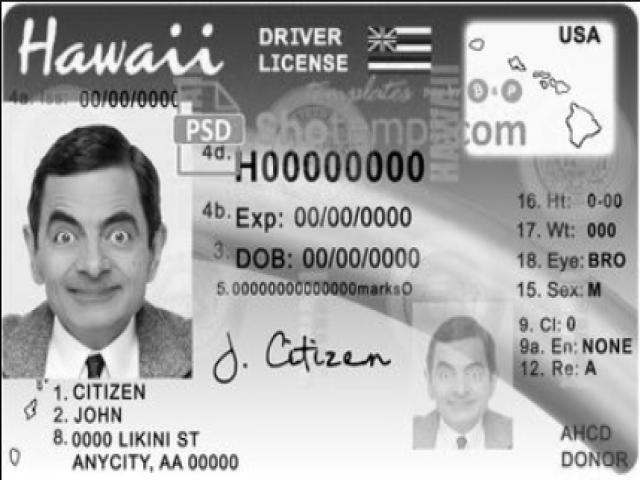 Hawaii
DRIVER
LICENSE
USA
4a. Iss: 00/00/0000
templates
B & P
PSD
Shotemp .com
HAWAII
4d. H00000000
4b. Exp: 00/00/0000
3. DOB: 00/00/0000
5. 00000000000000marksO
16. Ht: 0-00
17. Wt: 000
18. Eye: BRO
15. Sex: M
9. Cl: 0
9a. En: NONE
12. Re: A
J. Citizen
1. CITIZEN
2. JOHN
8. 0000 LIKINI ST
ANYCITY, AA 00000
AHCD
DONOR